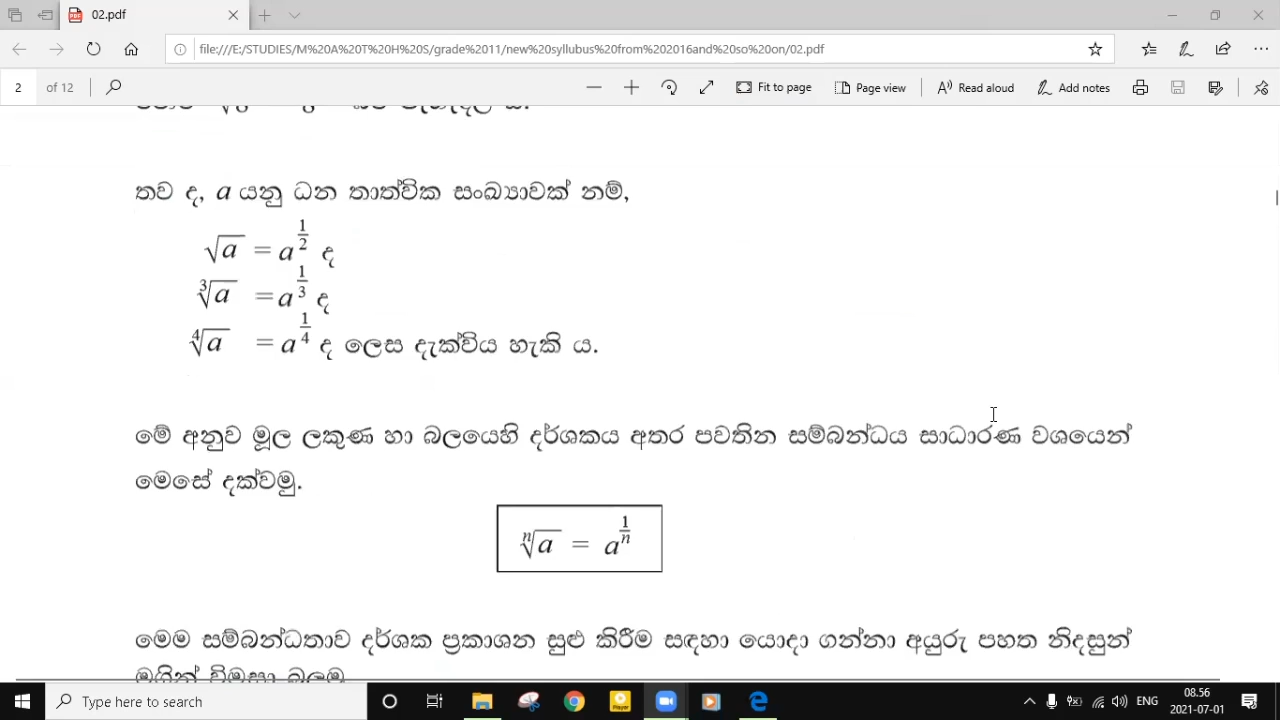 02.pdf
file:///E:/STUDIES/M%20A%20T%20H%20S/grade%2011/new%20syllubus%20from%202016and%20so%20on/02.pdf
2 of 12 Fit to page Page view Read aloud Add notes
තව ද, a යනු ධන තාත්වික සංඛ්‍යාවක් නම්,
√a = a^(1/2) ද
∛a = a^(1/3) ද
∜a = a^(1/4) ද ලෙස දැක්විය හැකි ය.
මේ අනුව මූල ලකුණ හා බලයෙහි දර්ශකය අතර පවතින සම්බන්ධය සාධාරණ වශයෙන්
මෙසේ දක්වමු.
ⁿ√a = a^(1/n)
මෙම සම්බන්ධතාව දර්ශක ප්‍රකාශන සුළු කිරීම සඳහා යොදා ගන්නා අයුරු පහත නිදසුන්
මගින් විමසා බලමු
Type here to search
ENG
08.56
2021-07-01